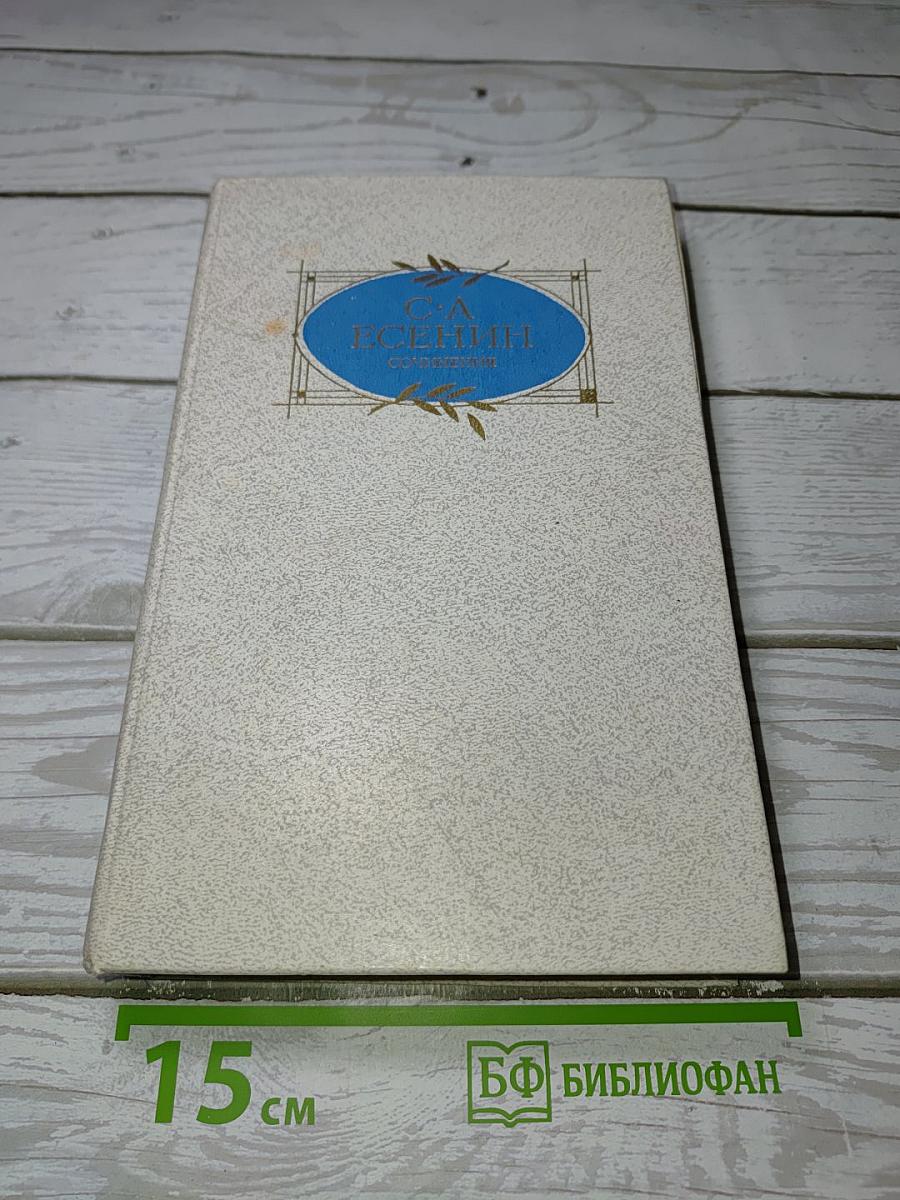 С·А
ЕСЕНИН
СОЧИНЕНИЯ
15 см
БФ БИБЛИОФАН